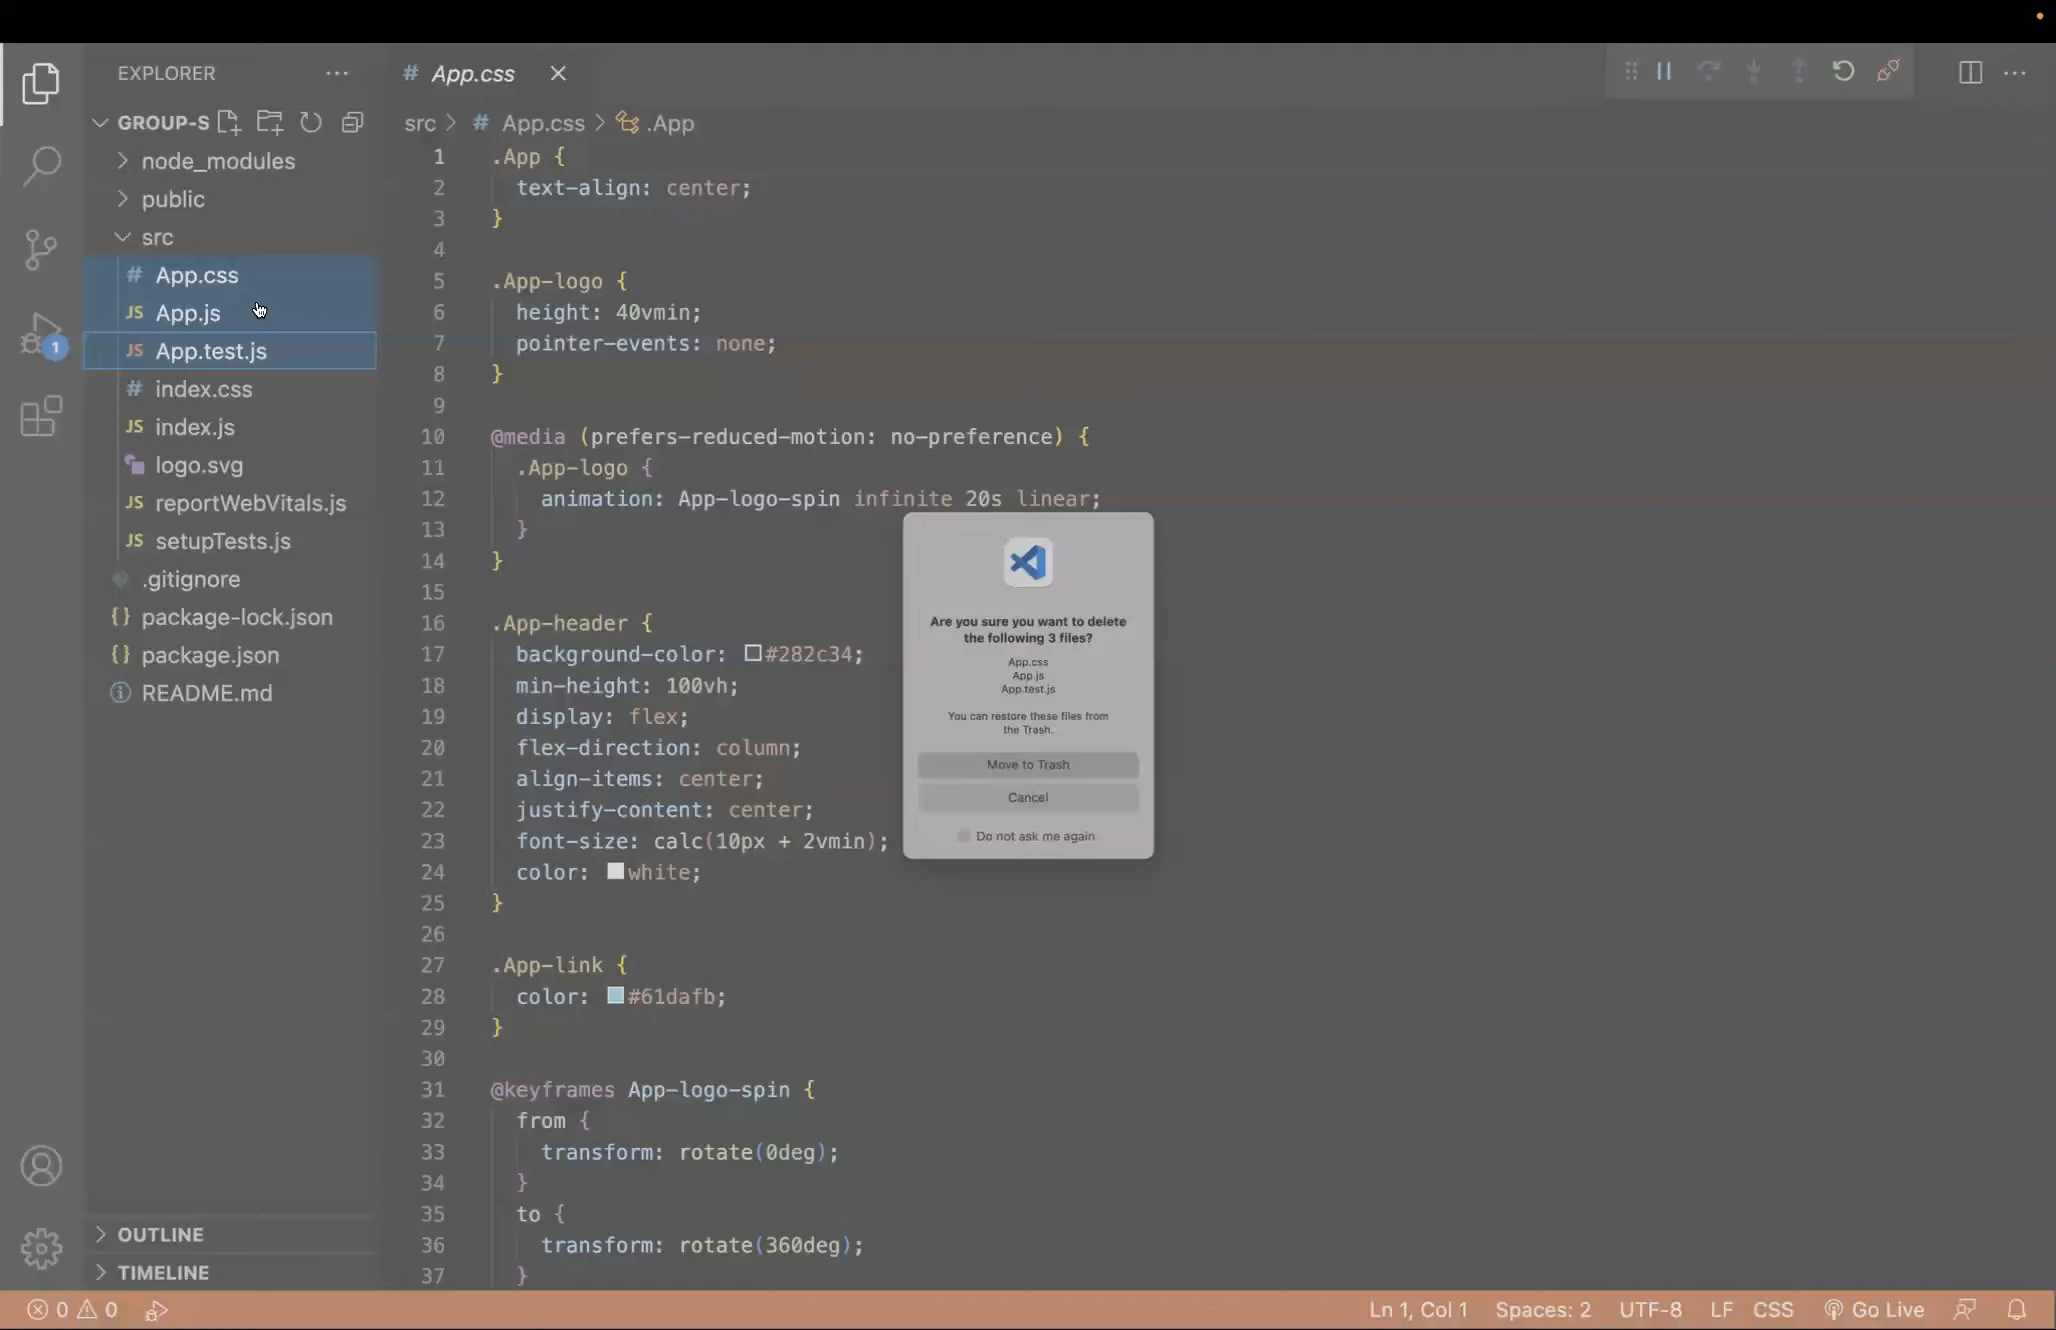 EXPLORER
GROUP-S
node_modules
public
src
# App.css
JS App.js
JS App.test.js
# index.css
JS index.js
logo.svg
JS reportWebVitals.js
JS setupTests.js
.gitignore
{} package-lock.json
{} package.json
README.md
OUTLINE
TIMELINE
1
# App.css
src > # App.css > .App
1 .App {
2 text-align: center;
3 }
4
5 .App-logo {
6 height: 40vmin;
7 pointer-events: none;
8 }
9
10 @media (prefers-reduced-motion: no-preference) {
11 .App-logo {
12 animation: App-logo-spin infinite 20s linear;
13 }
14 }
15
16 .App-header {
17 background-color: #282c34;
18 min-height: 100vh;
19 display: flex;
20 flex-direction: column;
21 align-items: center;
22 justify-content: center;
23 font-size: calc(10px + 2vmin);
24 color: white;
25 }
26
27 .App-link {
28 color: #61dafb;
29 }
30
31 @keyframes App-logo-spin {
32 from {
33 transform: rotate(0deg);
34 }
35 to {
36 transform: rotate(360deg);
37 }
Are you sure you want to delete
the following 3 files?
App.css
App.js
App.test.js
You can restore these files from
the Trash.
Move to Trash
Cancel
Do not ask me again
0 0
Ln 1, Col 1 Spaces: 2 UTF-8 LF CSS Go Live